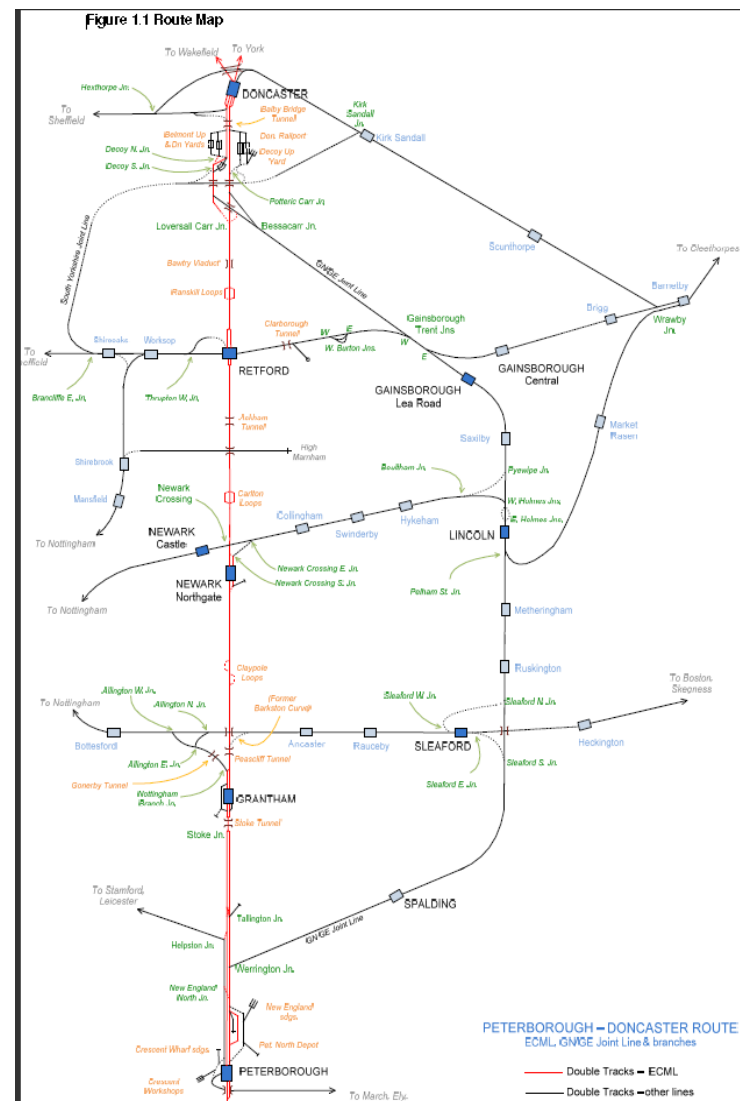 Figure 1.1 Route Map
To Wakefield
To York
Hexthorpe Jn.
DONCASTER
To
Sheffield
Balby Bridge
Tunnel
Kirk
Sandall
Jn.
Kirk Sandall
Belmont Up
& Dn Yards
Don. Railport
Decoy N. Jn.
Decoy S. Jn.
Decoy Up
Yard
Potteric Carr Jn.
Loversall Carr Jn.
Bessacarr Jn.
South Yorkshire Joint Line
GN/GE Joint Line
Scunthorpe
To Cleethorpes
Bawtry Viaduct
Ranskill Loops
Barnetby
Clarborough
Tunnel
W
E
Gainsborough
Trent Jns
Brigg
Wrawby
Jn.
Shireoaks
Worksop
W. Burton Jns.
W
E
To
RETFORD
GAINSBOROUGH
Central
Brancliffe E. Jn.
Thrumpton W. Jn.
GAINSBOROUGH
Lea Road
Askham
Tunnel
Market
Rasen
Saxilby
Shirebrook
High
Marnham
Boultham Jn.
Pyewipe Jn.
Mansfield
Newark
Crossing
Carlton
Loops
Collingham
Hykeham
W. Holmes Jns.
Swinderby
E. Holmes Jns.
To Nottingham
NEWARK
Castle
LINCOLN
Newark Crossing E. Jn.
NEWARK
Northgate
Newark Crossing S. Jn.
To Nottingham
Pelham St. Jn.
Metheringham
Claypole
Loops
Ruskington
To Boston,
Skegness
To Nottingham
Allington W. Jn.
Allington N. Jn.
(Former
Barkston Curve)
Sleaford W. Jn.
Sleaford N. Jn.
Bottesford
Ancaster
Rauceby
SLEAFORD
Heckington
Allington E. Jn.
Peascliff Tunnel
Sleaford S. Jn.
Gonerby Tunnel
Nottingham
Branch Jn.
Sleaford E. Jn.
GRANTHAM
Stoke Tunnel
Stoke Jn.
To Stamford,
Leicester
SPALDING
Tallington Jn.
GN/GE Joint Line
Helpston Jn.
Werrington Jn.
New England
North Jn.
New England
sdgs.
Crescent Wharf sdgs.
Pet. North Depot
PETERBOROUGH
Crescent
Workshops
To March, Ely,
PETERBOROUGH – DONCASTER ROUTE
ECML, GN/GE Joint Line & branches
Double Tracks – ECML
Double Tracks – other lines